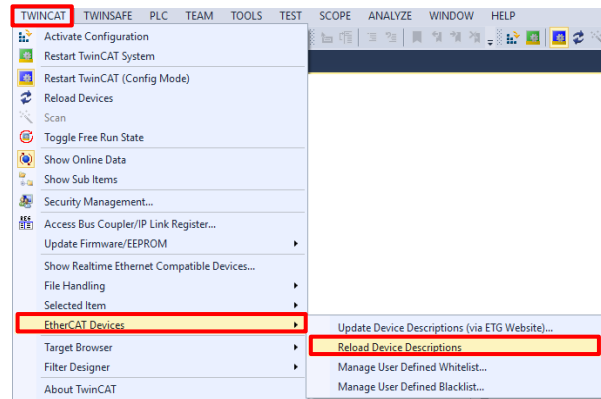 TWINCAT TWINSAFE PLC TEAM TOOLS TEST SCOPE ANALYZE WINDOW HELP
Activate Configuration
Restart TwinCAT System
Restart TwinCAT (Config Mode)
Reload Devices
Scan
Toggle Free Run State
Show Online Data
Show Sub Items
Security Management...
Access Bus Coupler/IP Link Register...
Update Firmware/EEPROM
Show Realtime Ethernet Compatible Devices...
File Handling
Selected Item
EtherCAT Devices
Target Browser
Filter Designer
About TwinCAT
Update Device Descriptions (via ETG Website)...
Reload Device Descriptions
Manage User Defined Whitelist...
Manage User Defined Blacklist...